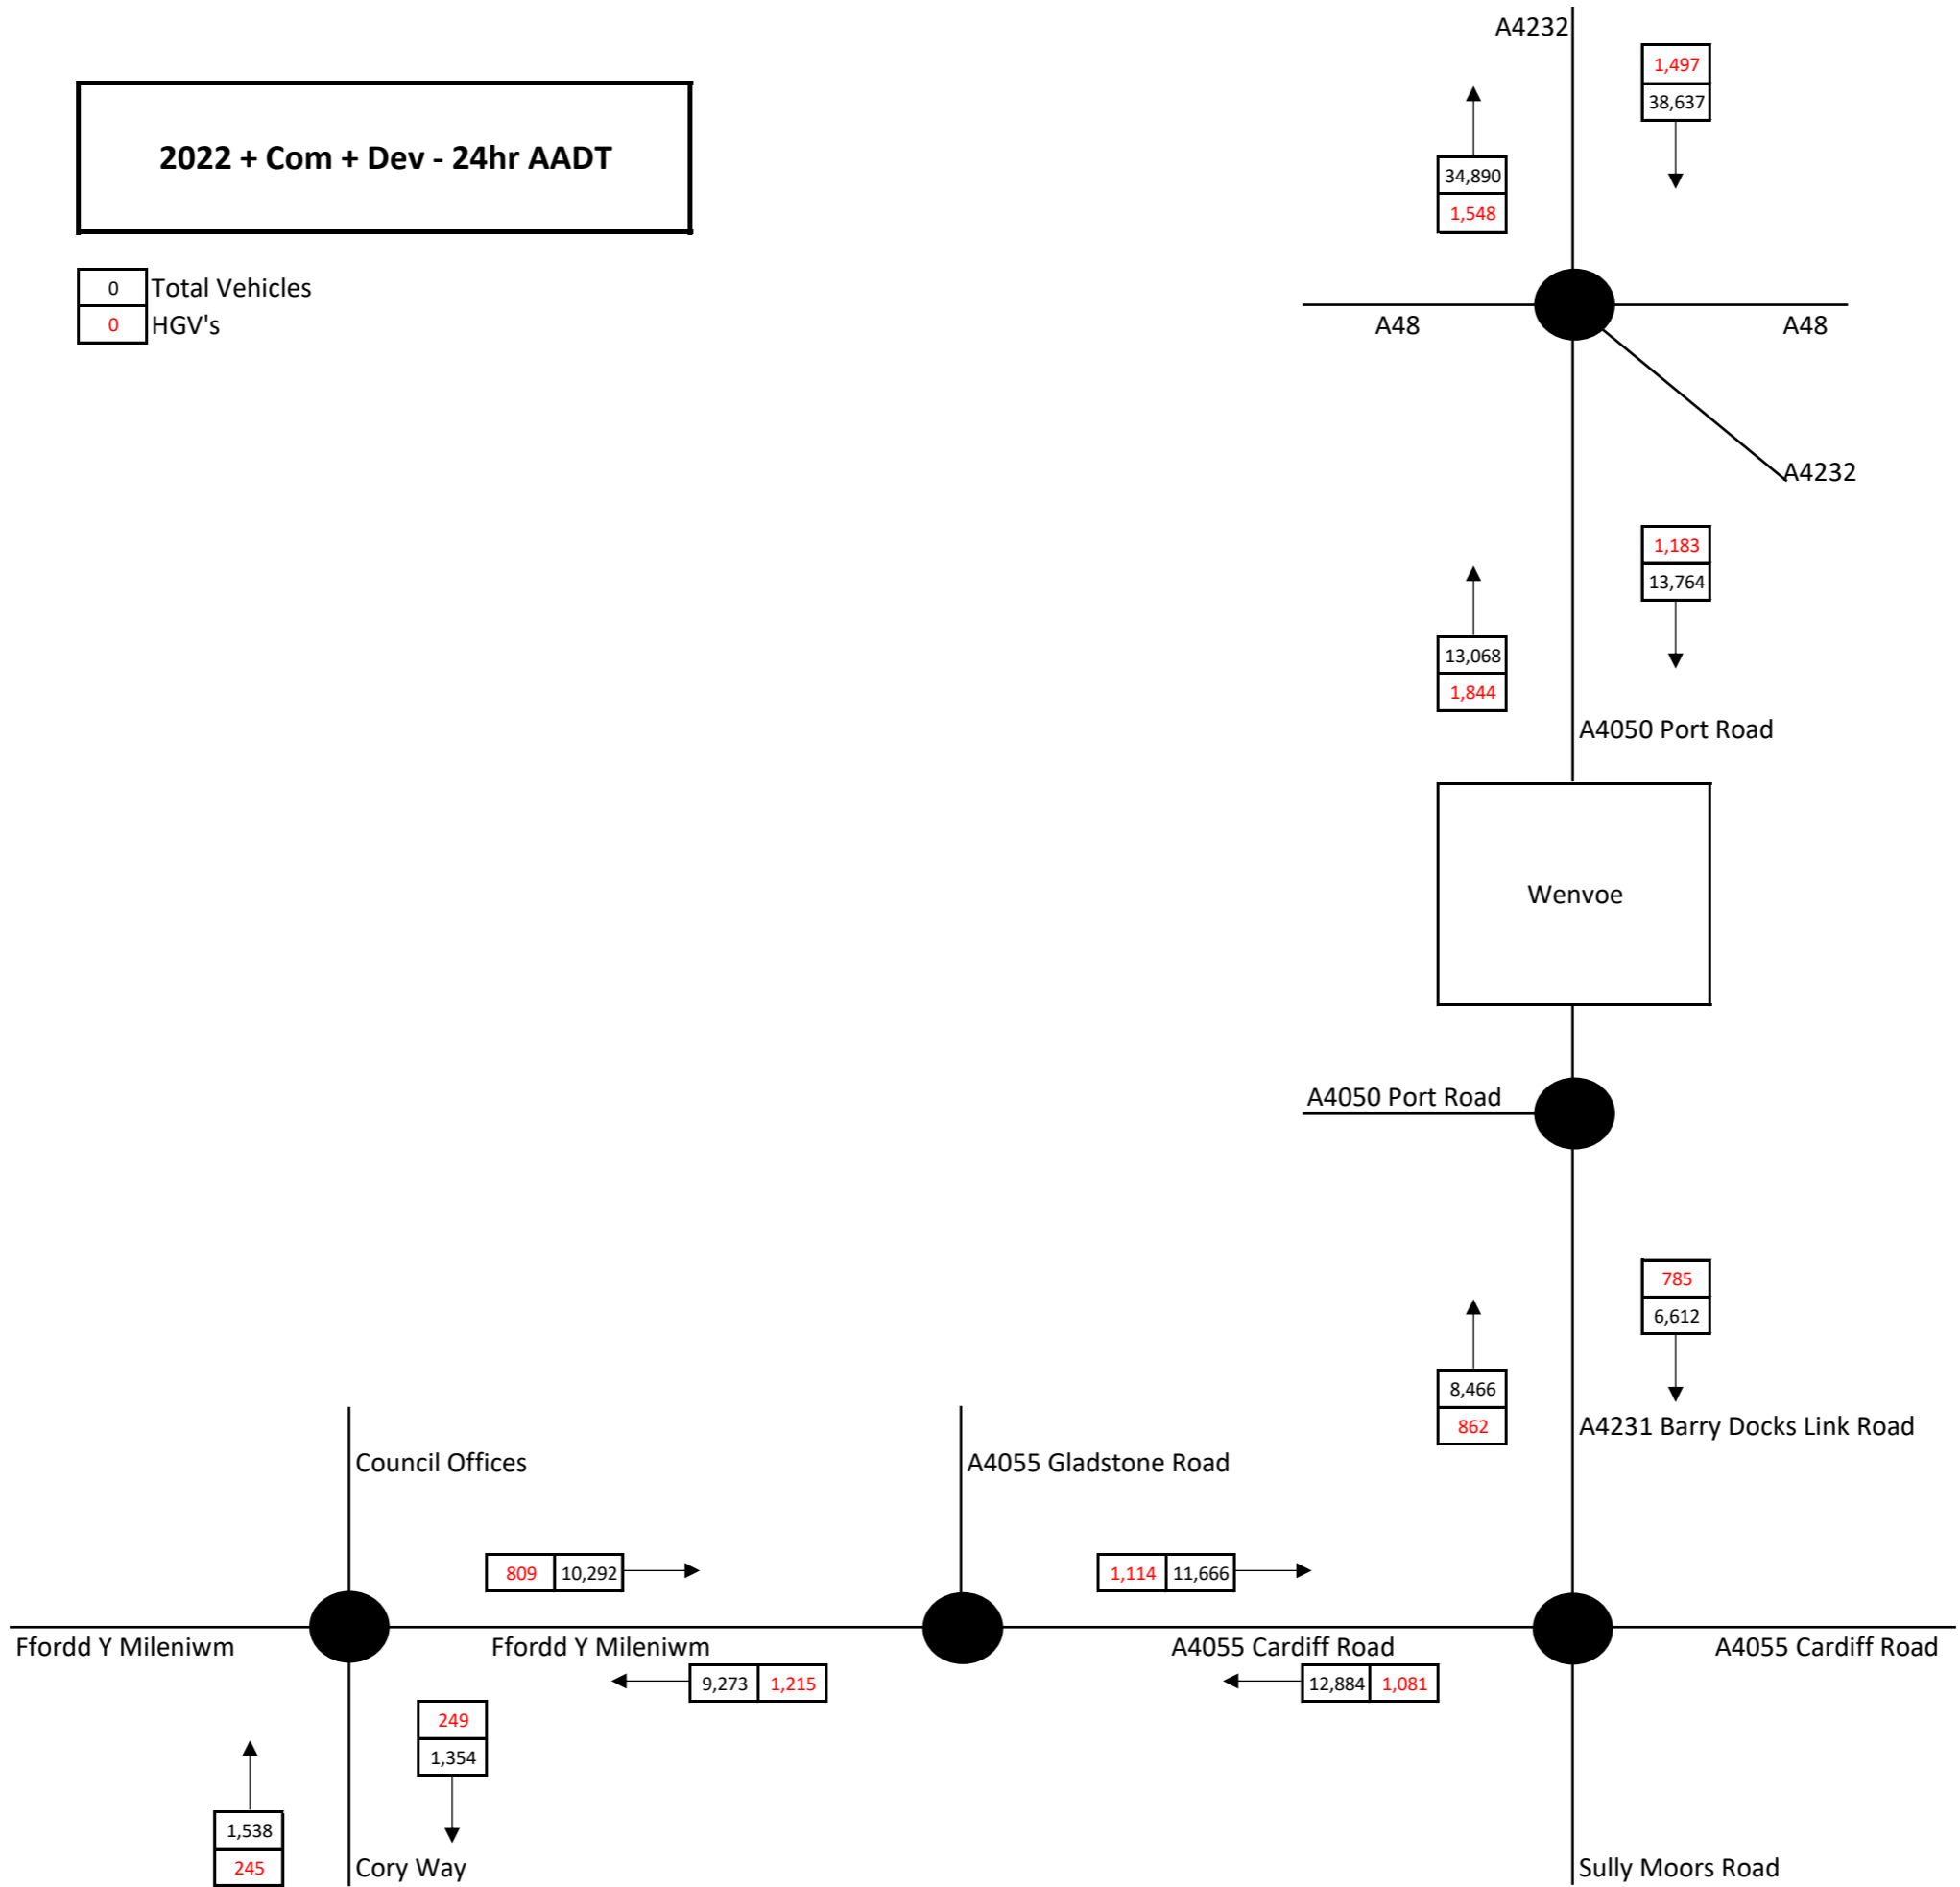 A4232
1,497
38,637
2022 + Com + Dev - 24hr AADT
34,890
1,548
0 Total Vehicles
0 HGV's
A48
A48
A4232
1,183
13,764
13,068
1,844
A4050 Port Road
Wenvoe
A4050 Port Road
785
6,612
8,466
862
A4231 Barry Docks Link Road
Council Offices
A4055 Gladstone Road
809 10,292
1,114 11,666
Ffordd Y Mileniwm
Ffordd Y Mileniwm
A4055 Cardiff Road
A4055 Cardiff Road
9,273 1,215
12,884 1,081
249
1,354
1,538
245
Cory Way
Sully Moors Road